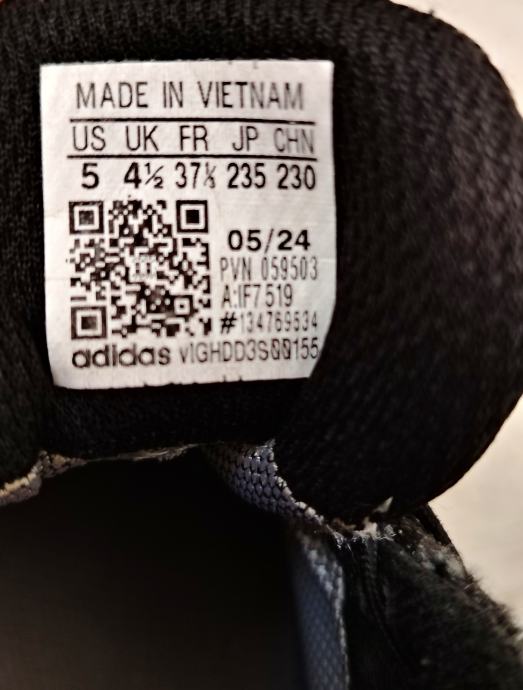 MADE IN VIETNAM
US UK FR JP CHN
5 4½ 37⅓ 235 230
05/24
PVN 059503
A:IF7519
#134769534
adidas